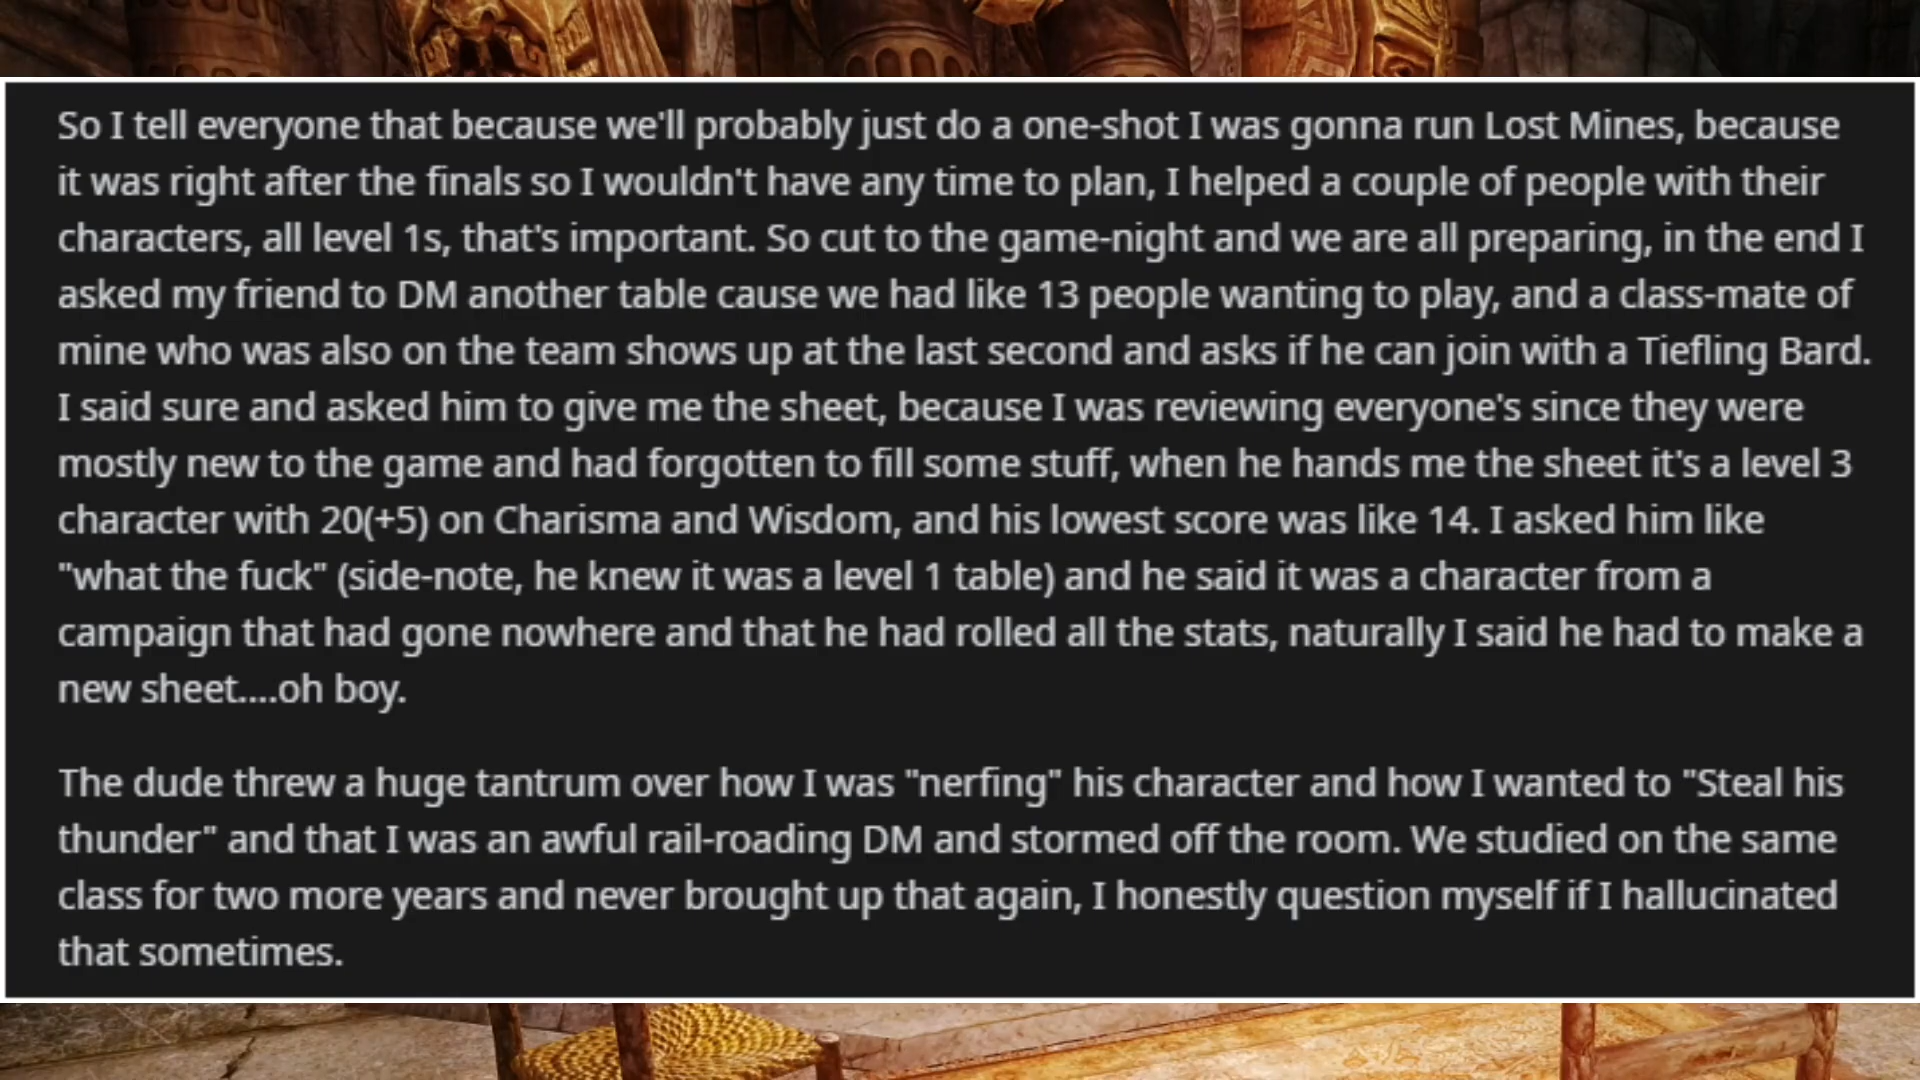 So I tell everyone that because we'll probably just do a one-shot I was gonna run Lost Mines, because
it was right after the finals so I wouldn't have any time to plan, I helped a couple of people with their
characters, all level 1s, that's important. So cut to the game-night and we are all preparing, in the end I
asked my friend to DM another table cause we had like 13 people wanting to play, and a class-mate of
mine who was also on the team shows up at the last second and asks if he can join with a Tiefling Bard.
I said sure and asked him to give me the sheet, because I was reviewing everyone's since they were
mostly new to the game and had forgotten to fill some stuff, when he hands me the sheet it's a level 3
character with 20(+5) on Charisma and Wisdom, and his lowest score was like 14. I asked him like
"what the fuck" (side-note, he knew it was a level 1 table) and he said it was a character from a
campaign that had gone nowhere and that he had rolled all the stats, naturally I said he had to make a
new sheet....oh boy.
The dude threw a huge tantrum over how I was "nerfing" his character and how I wanted to "Steal his
thunder" and that I was an awful rail-roading DM and stormed off the room. We studied on the same
class for two more years and never brought up that again, I honestly question myself if I hallucinated
that sometimes.